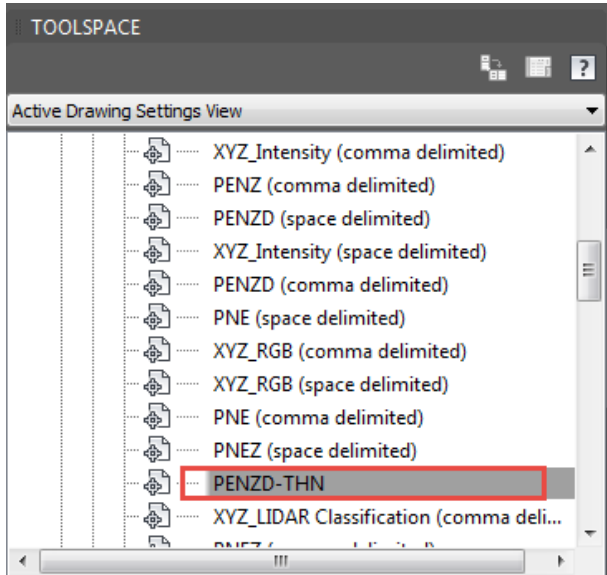 TOOLSPACE
?
Active Drawing Settings View
XYZ_Intensity (comma delimited)
PENZ (comma delimited)
PENZD (space delimited)
XYZ_Intensity (space delimited)
PENZD (comma delimited)
PNE (space delimited)
XYZ_RGB (comma delimited)
XYZ_RGB (space delimited)
PNE (comma delimited)
PNEZ (space delimited)
PENZD-THN
XYZ_LIDAR Classification (comma deli...